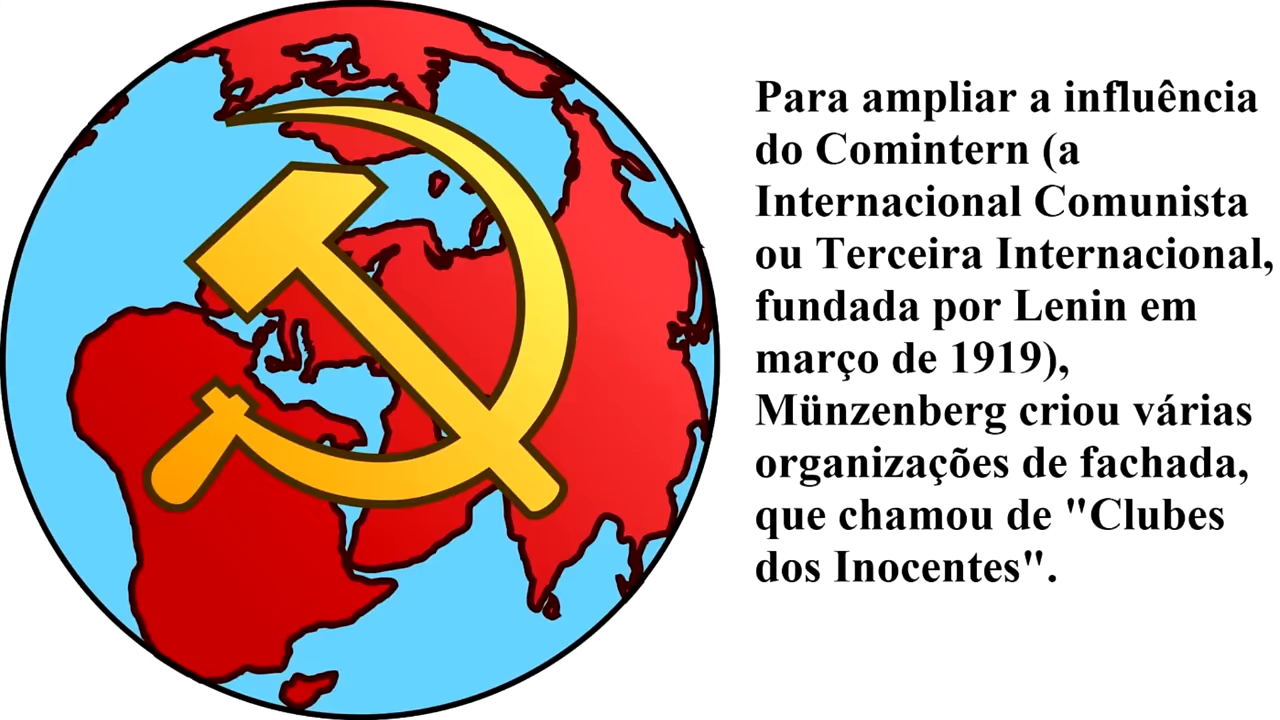 Para ampliar a influência
do Comintern (a
Internacional Comunista
ou Terceira Internacional,
fundada por Lenin em
março de 1919),
Münzenberg criou várias
organizações de fachada,
que chamou de "Clubes
dos Inocentes".